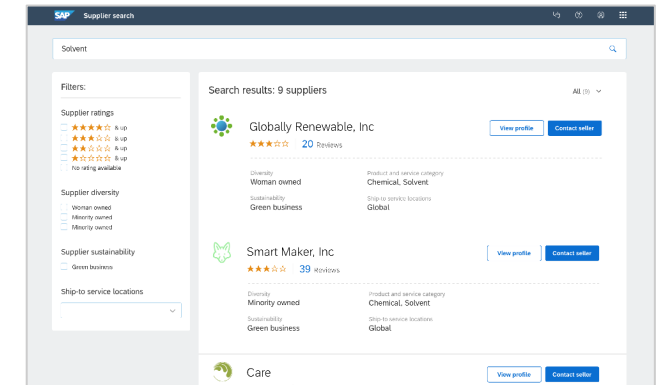 SAP Supplier search
Solvent
Filters:
Supplier ratings
& up
& up
& up
& up
No rating available
Supplier diversity
Woman owned
Minority owned
Minority owned
Supplier sustainability
Green business
Ship-to service locations
Search results: 9 suppliers
All (9)
Globally Renewable, Inc
View profile
Contact seller
20 Reviews
Diversity
Woman owned
Product and service category
Chemical, Solvent
Sustainability
Green business
Ship-to service locations
Global
Smart Maker, Inc
View profile
Contact seller
39 Reviews
Diversity
Minority owned
Product and service category
Chemical, Solvent
Sustainability
Green business
Ship-to service locations
Global
Care
View profile
Contact seller